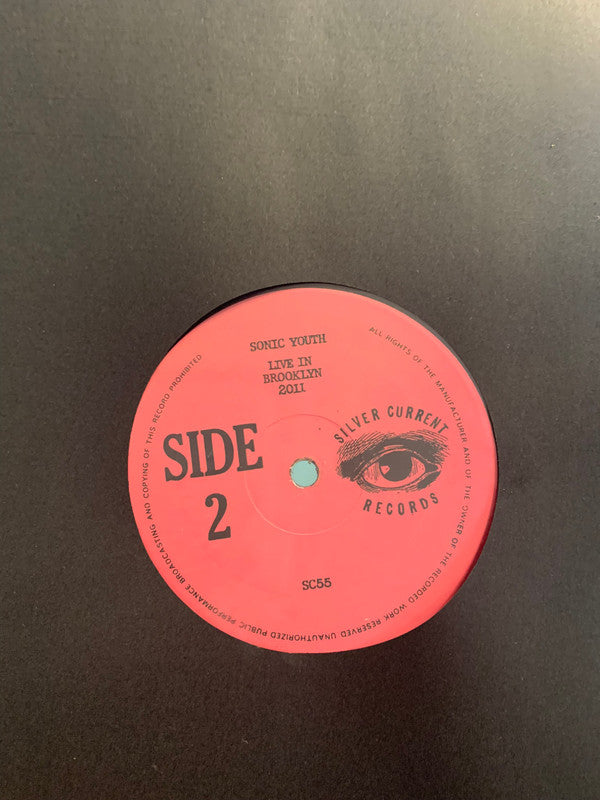 SONIC YOUTH
LIVE IN
BROOKLYN
2011
SIDE
2
SILVER CURRENT
RECORDS
SC55
ALL RIGHTS OF THE MANUFACTURER AND OF THE OWNER OF THE RECORDED WORK RESERVED UNAUTHORIZED PUBLIC PERFORMANCE BROADCASTING AND COPYING OF THIS RECORD PROHIBITED